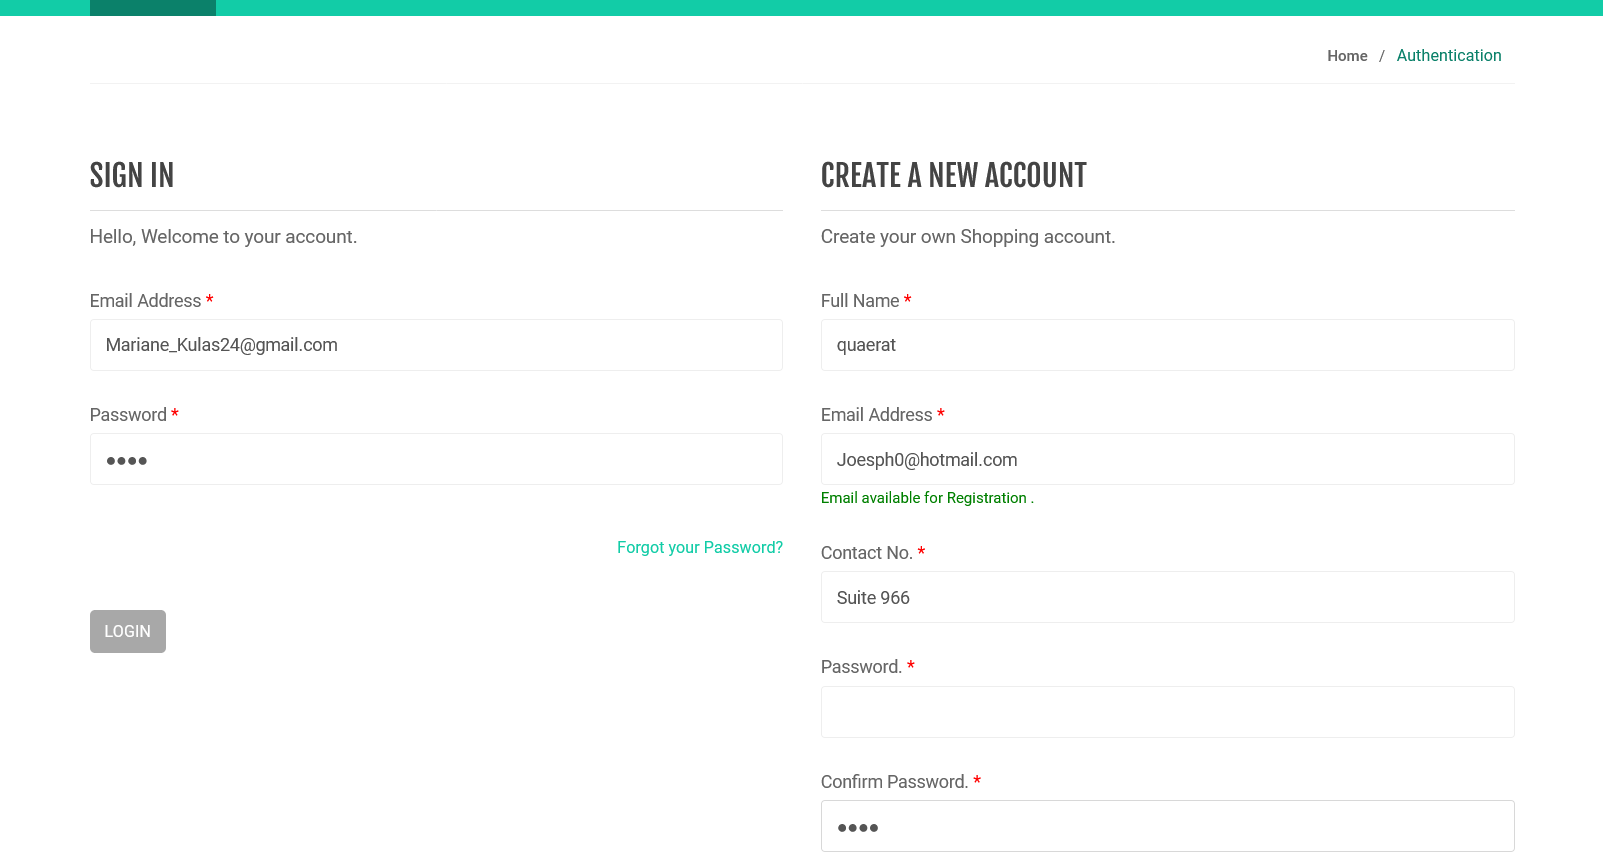 Home / Authentication
SIGN IN
Hello, Welcome to your account.
Email Address *
Mariane_Kulas24@gmail.com
Password *
●●●●
Forgot your Password?
LOGIN
CREATE A NEW ACCOUNT
Create your own Shopping account.
Full Name *
quaerat
Email Address *
Joesph0@hotmail.com
Email available for Registration .
Contact No. *
Suite 966
Password. *
Confirm Password. *
●●●●